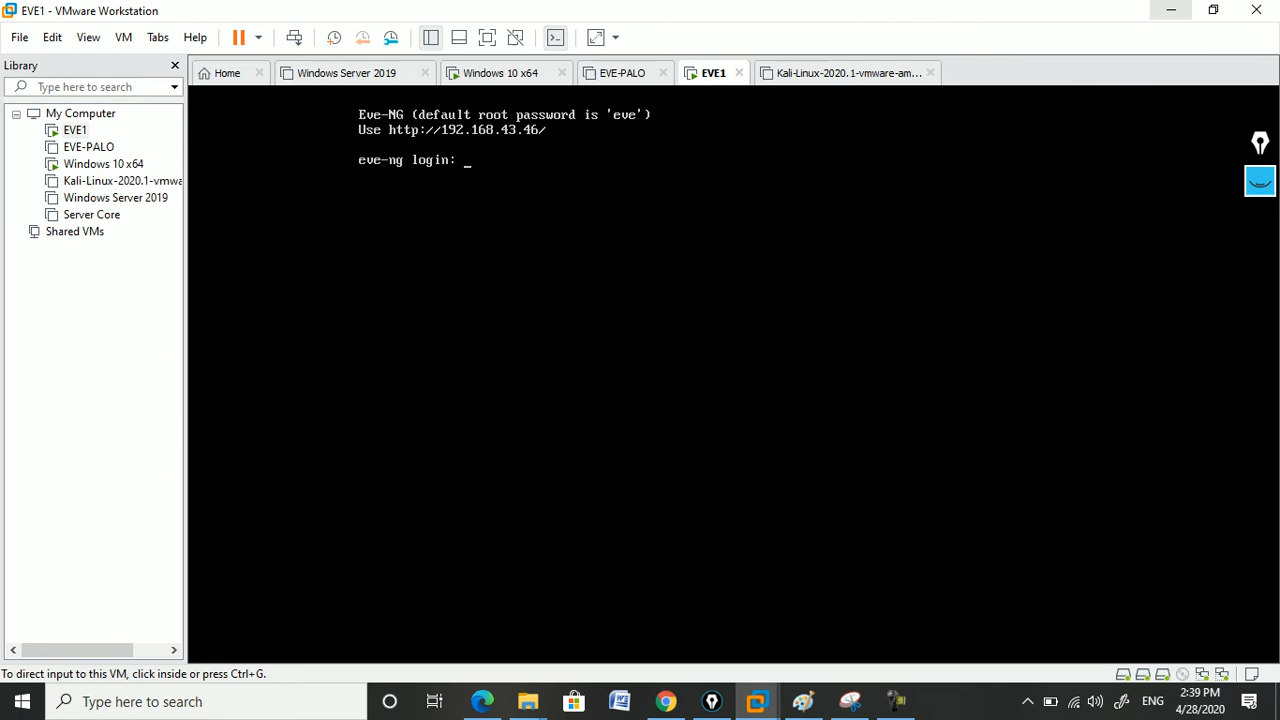 EVE1 - VMware Workstation
File Edit View VM Tabs Help
Library
Type here to search
My Computer
EVE1
EVE-PALO
Windows 10 x64
Kali-Linux-2020.1-vmwa
Windows Server 2019
Server Core
Shared VMs
Home Windows Server 2019 Windows 10 x64 EVE-PALO EVE1 Kali-Linux-2020.1-vmware-am...
Eve-NG (default root password is 'eve')
Use http://192.168.43.46/
eve-ng login: _
To direct input to this VM, click inside or press Ctrl+G.
Type here to search
ENG
2:39 PM
4/28/2020